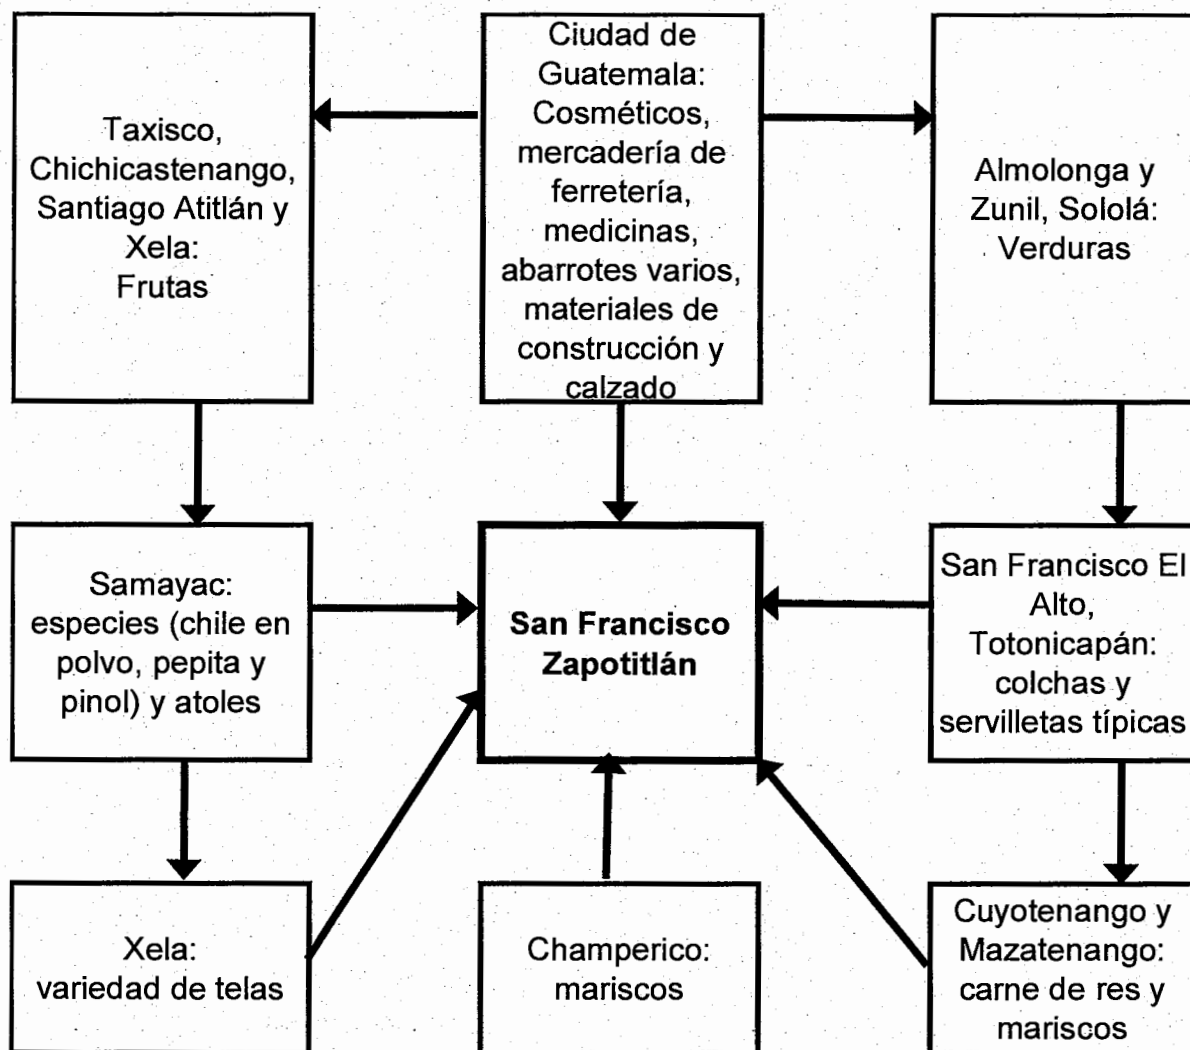 Taxisco,
Chichicastenango,
Santiago Atitlán y
Xela:
Frutas
Ciudad de
Guatemala:
Cosméticos,
mercadería de
ferretería,
medicinas,
abarrotes varios,
materiales de
construcción y
calzado
Almolonga y
Zunil, Sololá:
Verduras
Samayac:
especies (chile en
polvo, pepita y
pinol) y atoles
San Francisco
Zapotitlán
San Francisco El
Alto,
Totonicapán:
colchas y
servilletas típicas
Xela:
variedad de telas
Champerico:
mariscos
Cuyotenango y
Mazatenango:
carne de res y
mariscos